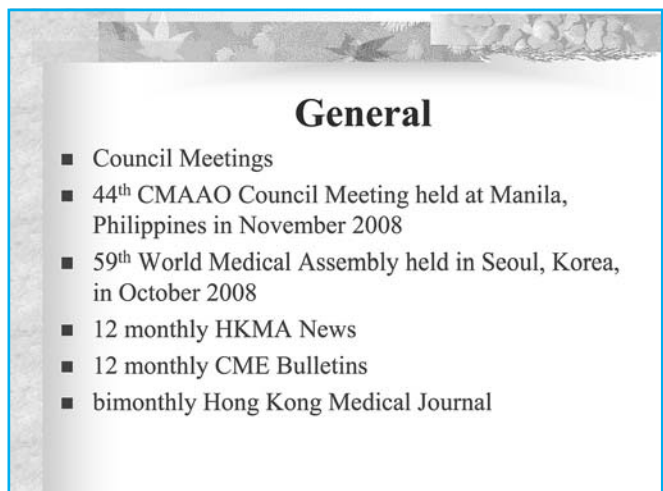 General
■ Council Meetings
■ 44th CMAAO Council Meeting held at Manila,
Philippines in November 2008
■ 59th World Medical Assembly held in Seoul, Korea,
in October 2008
■ 12 monthly HKMA News
■ 12 monthly CME Bulletins
■ bimonthly Hong Kong Medical Journal